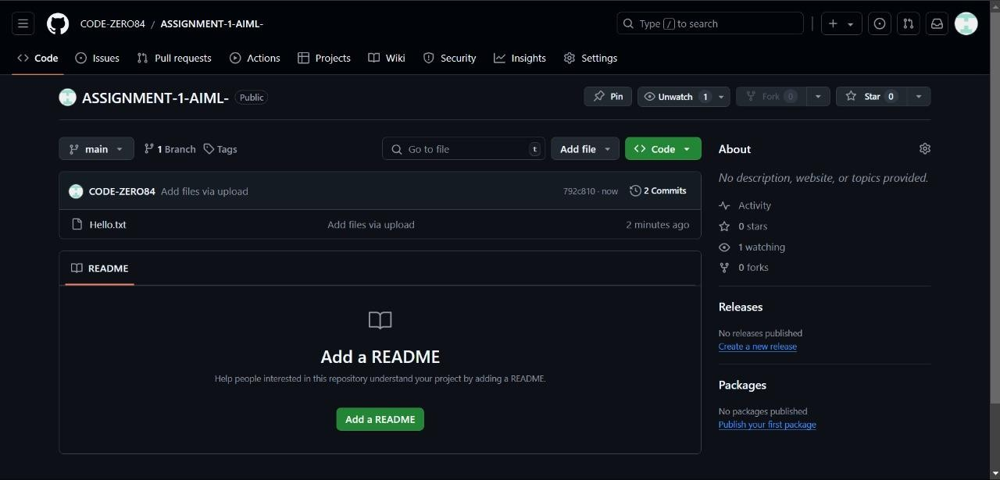 CODE-ZERO84 / ASSIGNMENT-1-AIML-
Type / to search
Code Issues Pull requests Actions Projects Wiki Security Insights Settings
ASSIGNMENT-1-AIML- Public
Pin Unwatch 1 Fork 0 Star 0
main 1 Branch Tags Go to file t Add file Code
About
CODE-ZERO84 Add files via upload 792c810 · now 2 Commits
No description, website, or topics provided.
Hello.txt Add files via upload 2 minutes ago
Activity
0 stars
1 watching
0 forks
README
Add a README
Help people interested in this repository understand your project by adding a README.
Add a README
Releases
No releases published
Create a new release
Packages
No packages published
Publish your first package